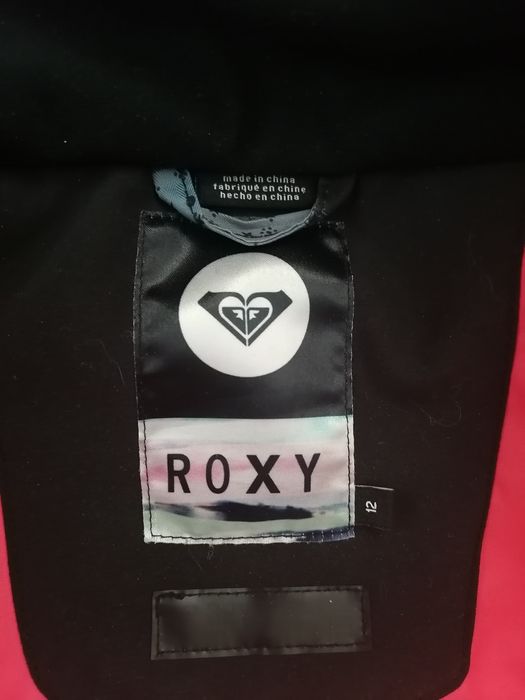 made in china
fabriqué en chine
hecho en china
ROXY
12